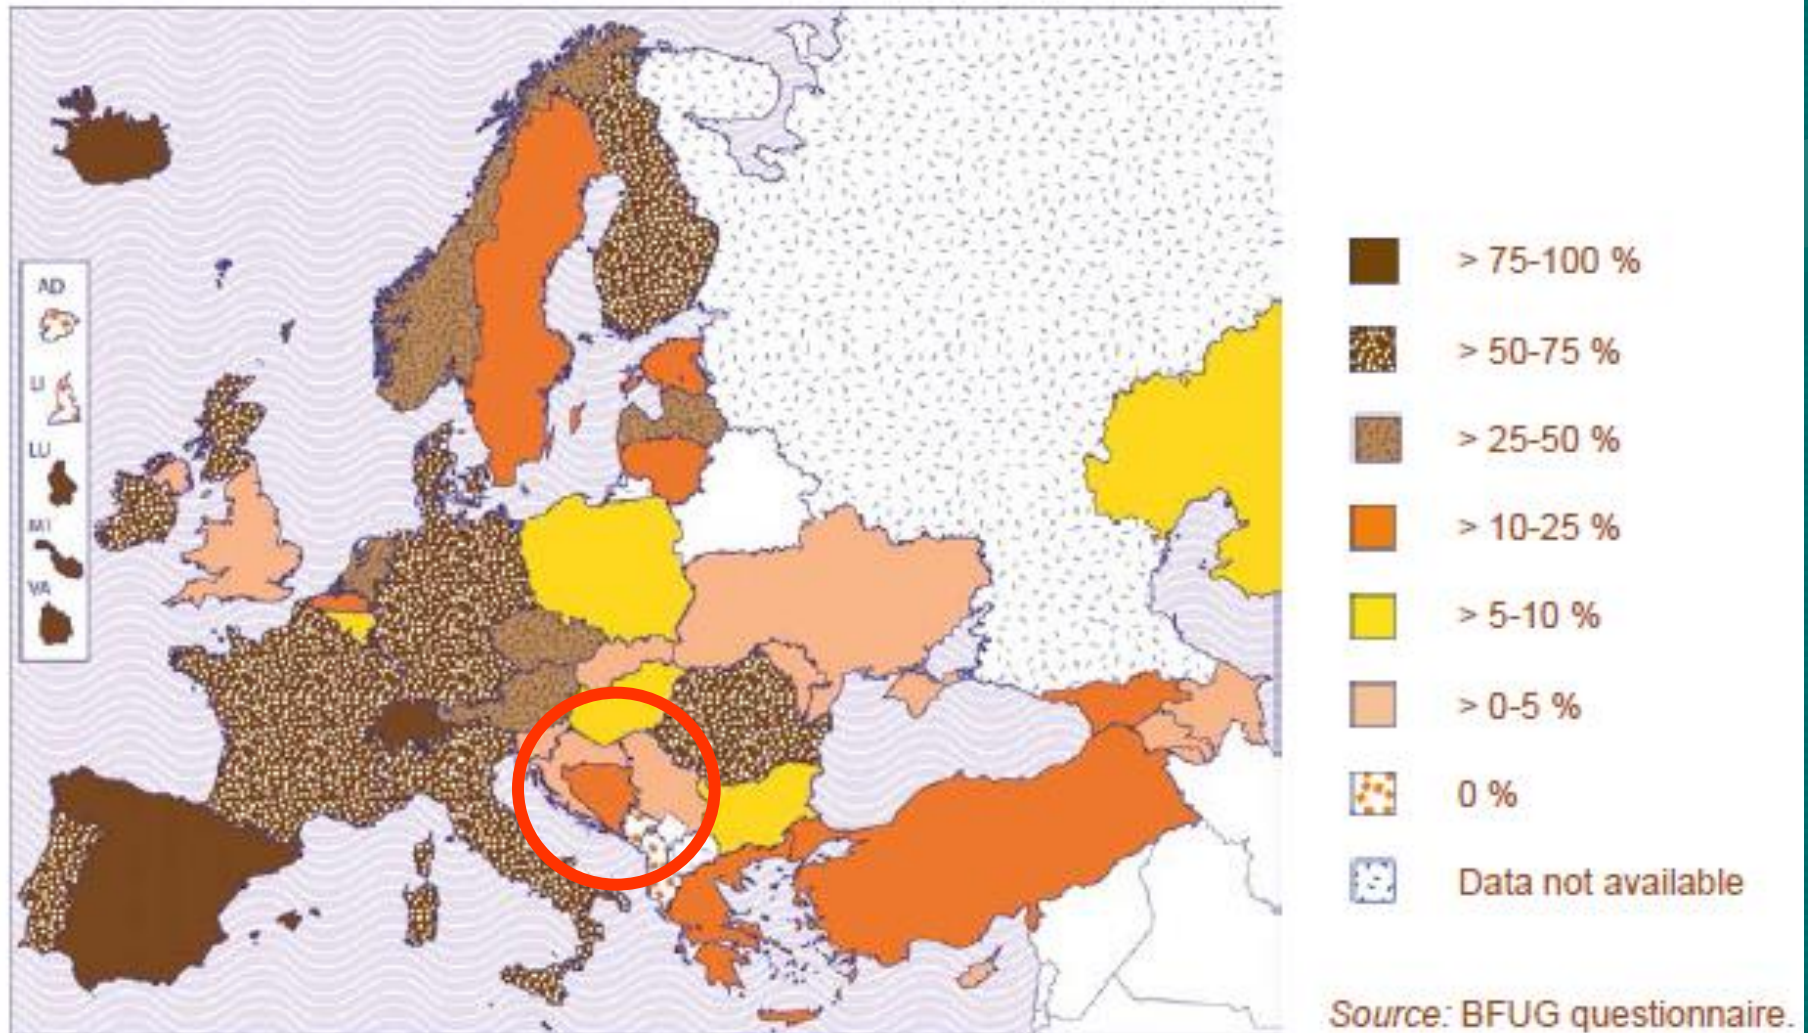 AD
LI
LU
MT
VA
> 75-100 %
> 50-75 %
> 25-50 %
> 10-25 %
> 5-10 %
> 0-5 %
0 %
Data not available
Source: BFUG questionnaire.